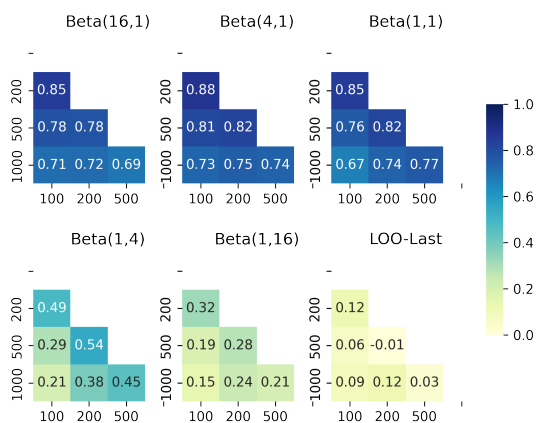 Beta(16,1) Beta(4,1) Beta(1,1)
200 0.85 0.88 0.85
500 0.78 0.78 0.81 0.82 0.76 0.82
1000 0.71 0.72 0.69 1000 0.73 0.75 0.74 1000 0.67 0.74 0.77
100 200 500 100 200 500 100 200 500
1.0
0.8
0.6
0.4
0.2
0.0
Beta(1,4) Beta(1,16) LOO-Last
200 0.49 0.32 0.12
500 0.29 0.54 0.19 0.28 0.06 -0.01
1000 0.21 0.38 0.45 1000 0.15 0.24 0.21 1000 0.09 0.12 0.03
100 200 500 100 200 500 100 200 500